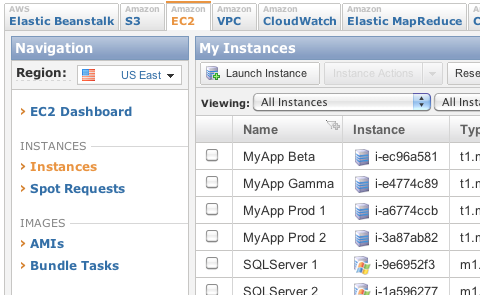 AWS Amazon Amazon Amazon Amazon Amazon Amazon
Elastic Beanstalk S3 EC2 VPC CloudWatch Elastic MapReduce
Navigation
Region: US East
EC2 Dashboard
INSTANCES
Instances
Spot Requests
IMAGES
AMIs
Bundle Tasks
My Instances
Launch Instance Instance Actions Rese
Viewing: All Instances All Insta
Name Instance Ty
MyApp Beta i-ec96a581 t1.m
MyApp Gamma i-e4774c89 t1.m
MyApp Prod 1 i-a6774ccb t1.m
MyApp Prod 2 i-3a87ab82 t1.m
SQLServer 1 i-9e6952f3 m1.
SQLServer 2 i-1a596277 m1.